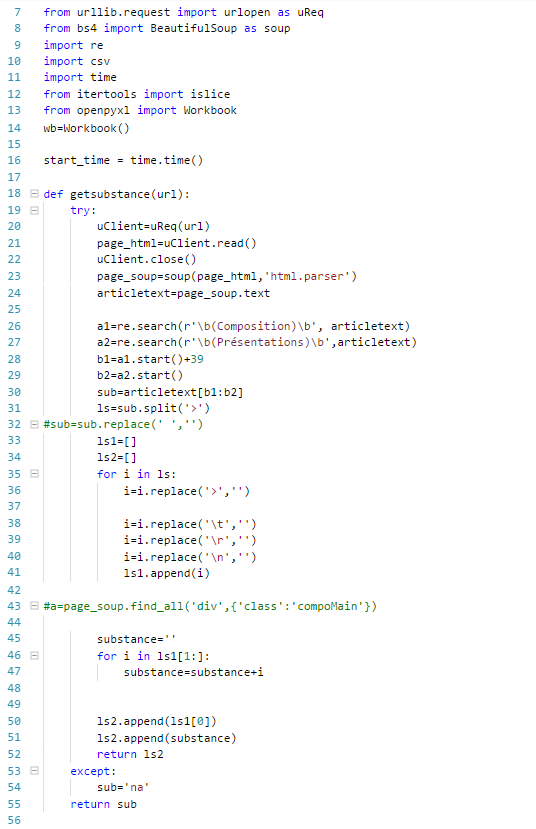 7 from urllib.request import urlopen as uReq
8 from bs4 import BeautifulSoup as soup
9 import re
10 import csv
11 import time
12 from itertools import islice
13 from openpyxl import Workbook
14 wb=Workbook()
15
16 start_time = time.time()
17
18 def getsubstance(url):
19     try:
20         uClient=uReq(url)
21         page_html=uClient.read()
22         uClient.close()
23         page_soup=soup(page_html,'html.parser')
24         articletext=page_soup.text
25
26         a1=re.search(r'\b(Composition)\b', articletext)
27         a2=re.search(r'\b(Présentations)\b',articletext)
28         b1=a1.start()+39
29         b2=a2.start()
30         sub=articletext[b1:b2]
31         ls=sub.split('>')
32 #sub=sub.replace(' ','')
33         ls1=[]
34         ls2=[]
35         for i in ls:
36             i=i.replace('>','')
37
38             i=i.replace('\t','')
39             i=i.replace('\r','')
40             i=i.replace('\n','')
41             ls1.append(i)
42
43 #a=page_soup.find_all('div',{'class':'compoMain'})
44
45         substance=''
46         for i in ls1[1:]:
47             substance=substance+i
48
49
50         ls2.append(ls1[0])
51         ls2.append(substance)
52         return ls2
53     except:
54         sub='na'
55     return sub
56